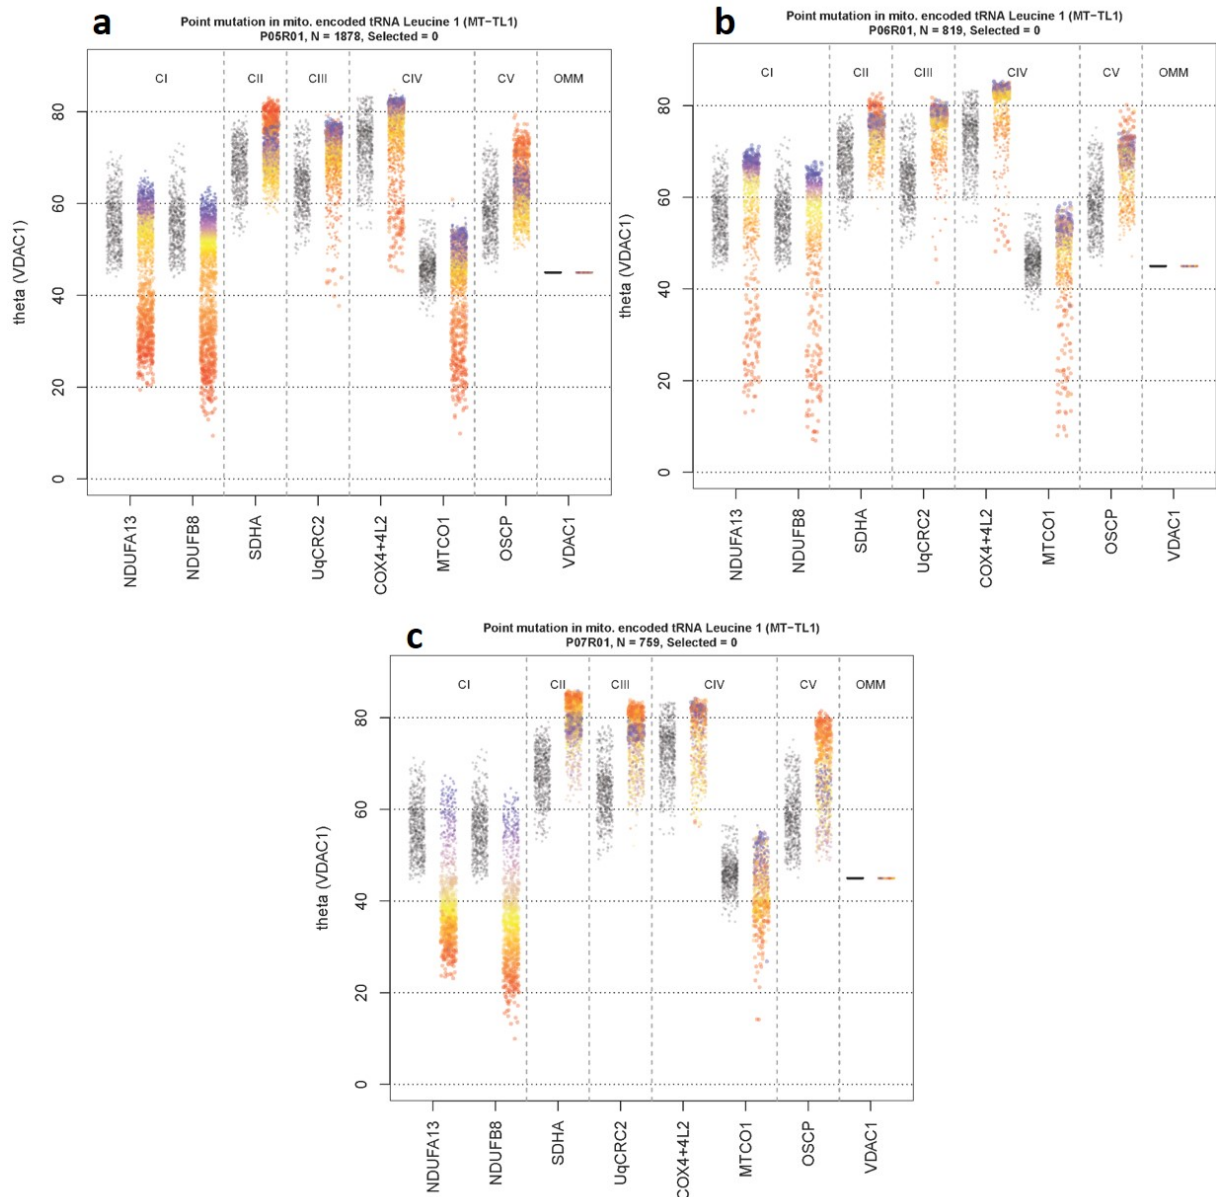 a
Point mutation in mito. encoded tRNA Leucine 1 (MT−TL1)
P05R01, N = 1878, Selected = 0
CI CII CIII CIV CV OMM
theta (VDAC1)
80
60
40
20
0
NDUFA13
NDUFB8
SDHA
UqCRC2
COX4+4L2
MTCO1
OSCP
VDAC1
b
Point mutation in mito. encoded tRNA Leucine 1 (MT−TL1)
P06R01, N = 819, Selected = 0
CI CII CIII CIV CV OMM
theta (VDAC1)
80
60
40
20
0
NDUFA13
NDUFB8
SDHA
UqCRC2
COX4+4L2
MTCO1
OSCP
VDAC1
c
Point mutation in mito. encoded tRNA Leucine 1 (MT−TL1)
P07R01, N = 759, Selected = 0
CI CII CIII CIV CV OMM
theta (VDAC1)
80
60
40
20
0
NDUFA13
NDUFB8
SDHA
UqCRC2
COX4+4L2
MTCO1
OSCP
VDAC1